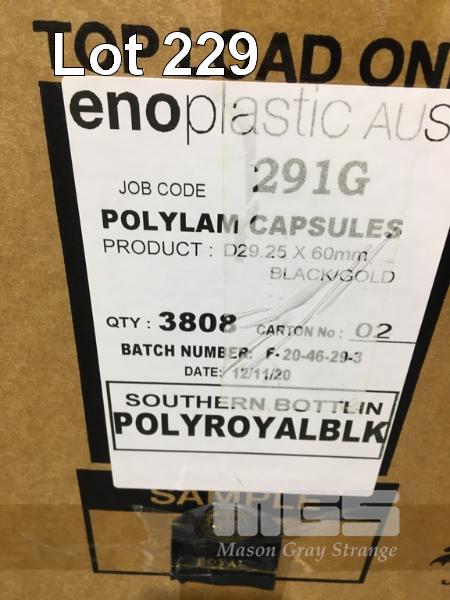 Lot 229
TOP LOAD ON
enoplastic AUS
JOB CODE 291G
POLYLAM CAPSULES
PRODUCT : D29.25 X 60mm
BLACK/GOLD
QTY : 3808 CARTON No : 02
BATCH NUMBER: F-20-46-29-3
DATE: 12/11/20
SOUTHERN BOTTLIN
POLYROYALBLK
SAMPLE
ROYAL
MGS
Mason Gray Strange